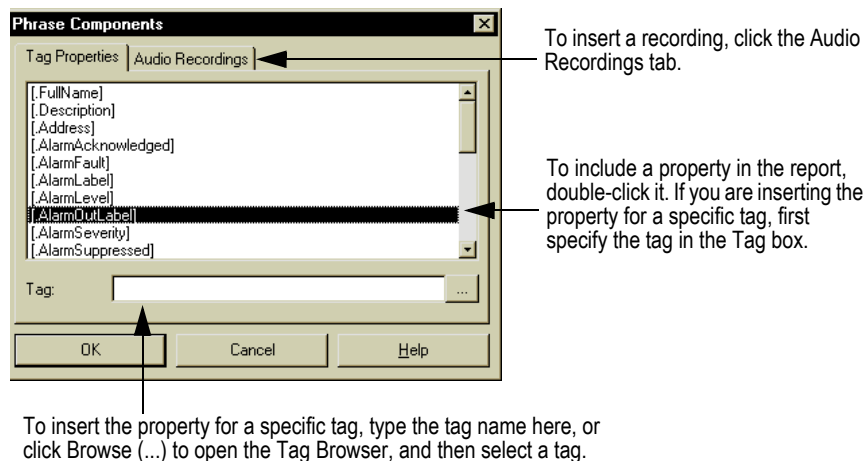 Phrase Components
Tag Properties
Audio Recordings
To insert a recording, click the Audio
Recordings tab.
[.FullName]
[.Description]
[.Address]
[.AlarmAcknowledged]
[.AlarmFault]
[.AlarmLabel]
[.AlarmLevel]
[.AlarmOutLabel]
[.AlarmSeverity]
[.AlarmSuppressed]
To include a property in the report,
double-click it. If you are inserting the
property for a specific tag, first
specify the tag in the Tag box.
Tag:
...
OK
Cancel
Help
To insert the property for a specific tag, type the tag name here, or
click Browse (...) to open the Tag Browser, and then select a tag.